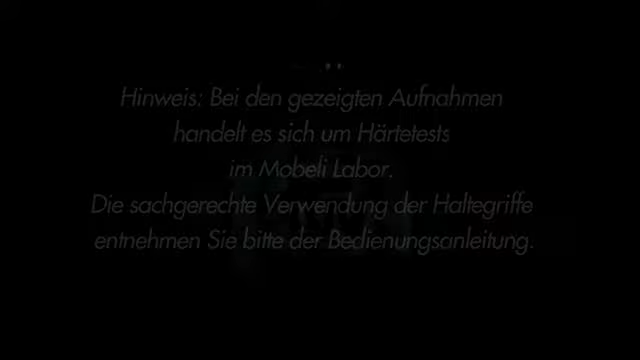 Hinweis: Bei den gezeigten Aufnahmen
handelt es sich um Härtetests
im Mobeli Labor.
Die sachgerechte Verwendung der Haltegriffe
entnehmen Sie bitte der Bedienungsanleitung.